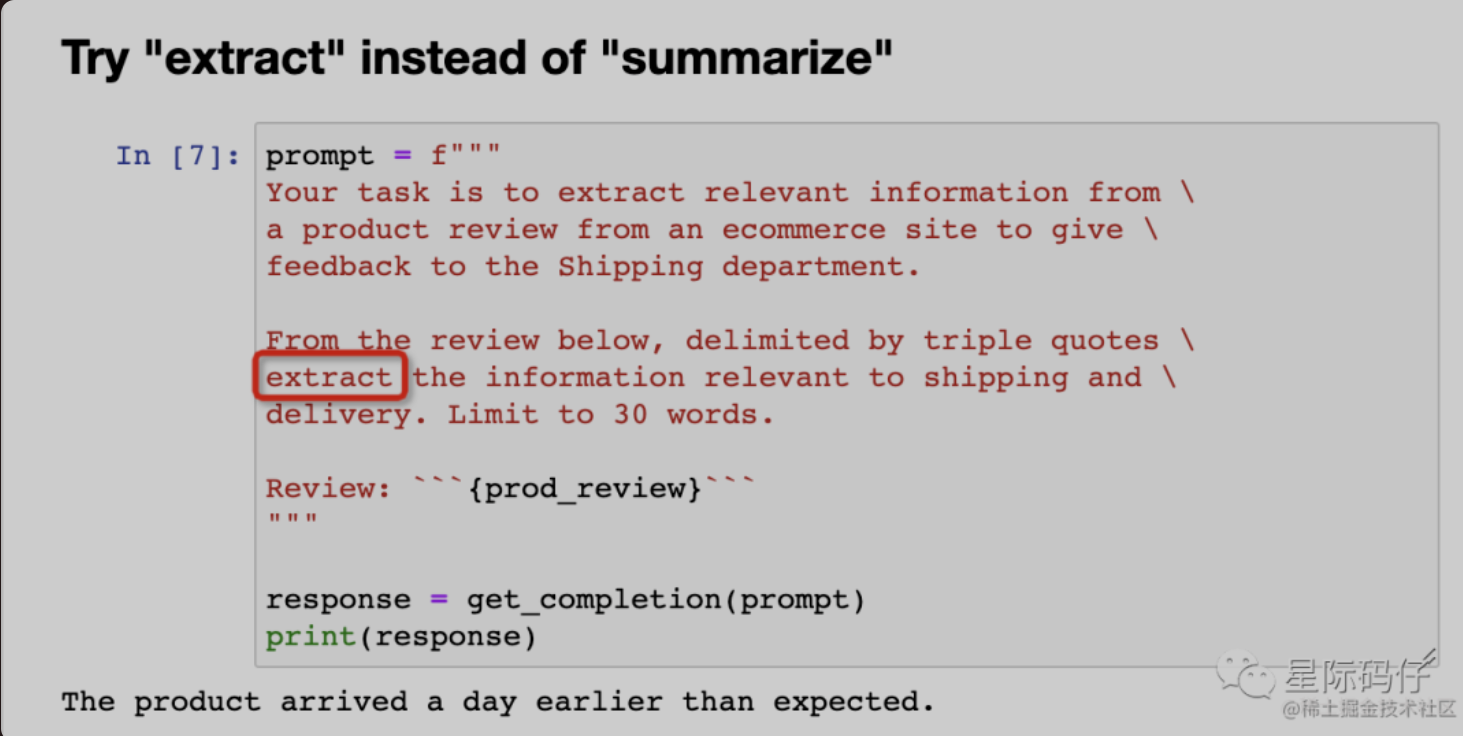 Try "extract" instead of "summarize"
In [7]: prompt = f"""
Your task is to extract relevant information from \
a product review from an ecommerce site to give \
feedback to the Shipping department.
From the review below, delimited by triple quotes \
extract the information relevant to shipping and \
delivery. Limit to 30 words.
Review: ```{prod_review}```
"""
response = get_completion(prompt)
print(response)
The product arrived a day earlier than expected.
星际码仔
@稀土掘金技术社区